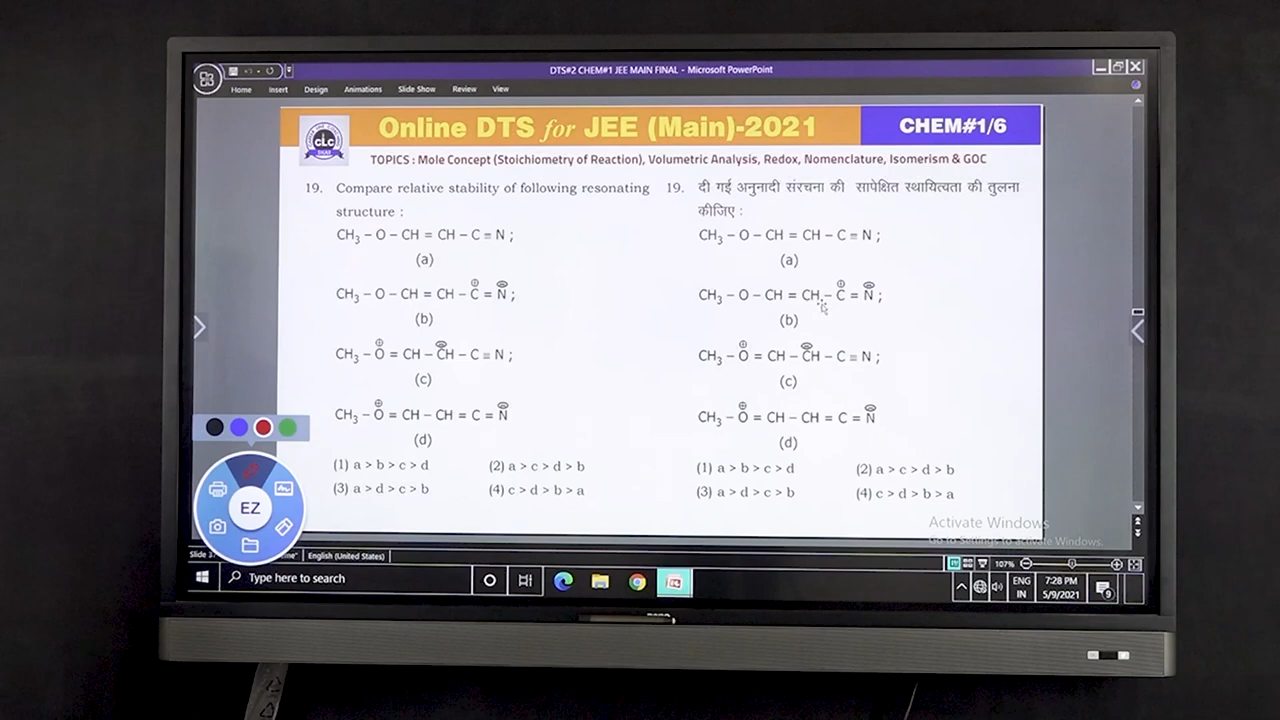 DTS#2 CHEM#1 JEE MAIN FINAL - Microsoft PowerPoint
Home Insert Design Animations Slide Show Review View
CLC
Online DTS for JEE (Main)-2021
CHEM#1/6
TOPICS : Mole Concept (Stoichiometry of Reaction), Volumetric Analysis, Redox, Nomenclature, Isomerism & GOC
19. Compare relative stability of following resonating
structure :
CH₃ – O – CH = CH – C ≡ N ;
(a)
CH₃ – O – CH = CH – C⊕ = N⊖ ;
(b)
CH₃ – O⊕ = CH – C⊖H – C ≡ N ;
(c)
CH₃ – O⊕ = CH – CH = C = N⊖
(d)
(1) a > b > c > d (2) a > c > d > b
(3) a > d > c > b (4) c > d > b > a
19. दी गई अनुनादी संरचना की सापेक्षित स्थायित्वता की तुलना
कीजिए :
CH₃ – O – CH = CH – C ≡ N ;
(a)
CH₃ – O – CH = CH – C⊕ = N⊖ ;
(b)
CH₃ – O⊕ = CH – C⊖H – C ≡ N ;
(c)
CH₃ – O⊕ = CH – CH = C = N⊖
(d)
(1) a > b > c > d (2) a > c > d > b
(3) a > d > c > b (4) c > d > b > a
EZ
Activate Windows
Go to Settings to activate Windows.
English (United States)
107%
Type here to search
ENG
IN
7:28 PM
5/9/2021
9